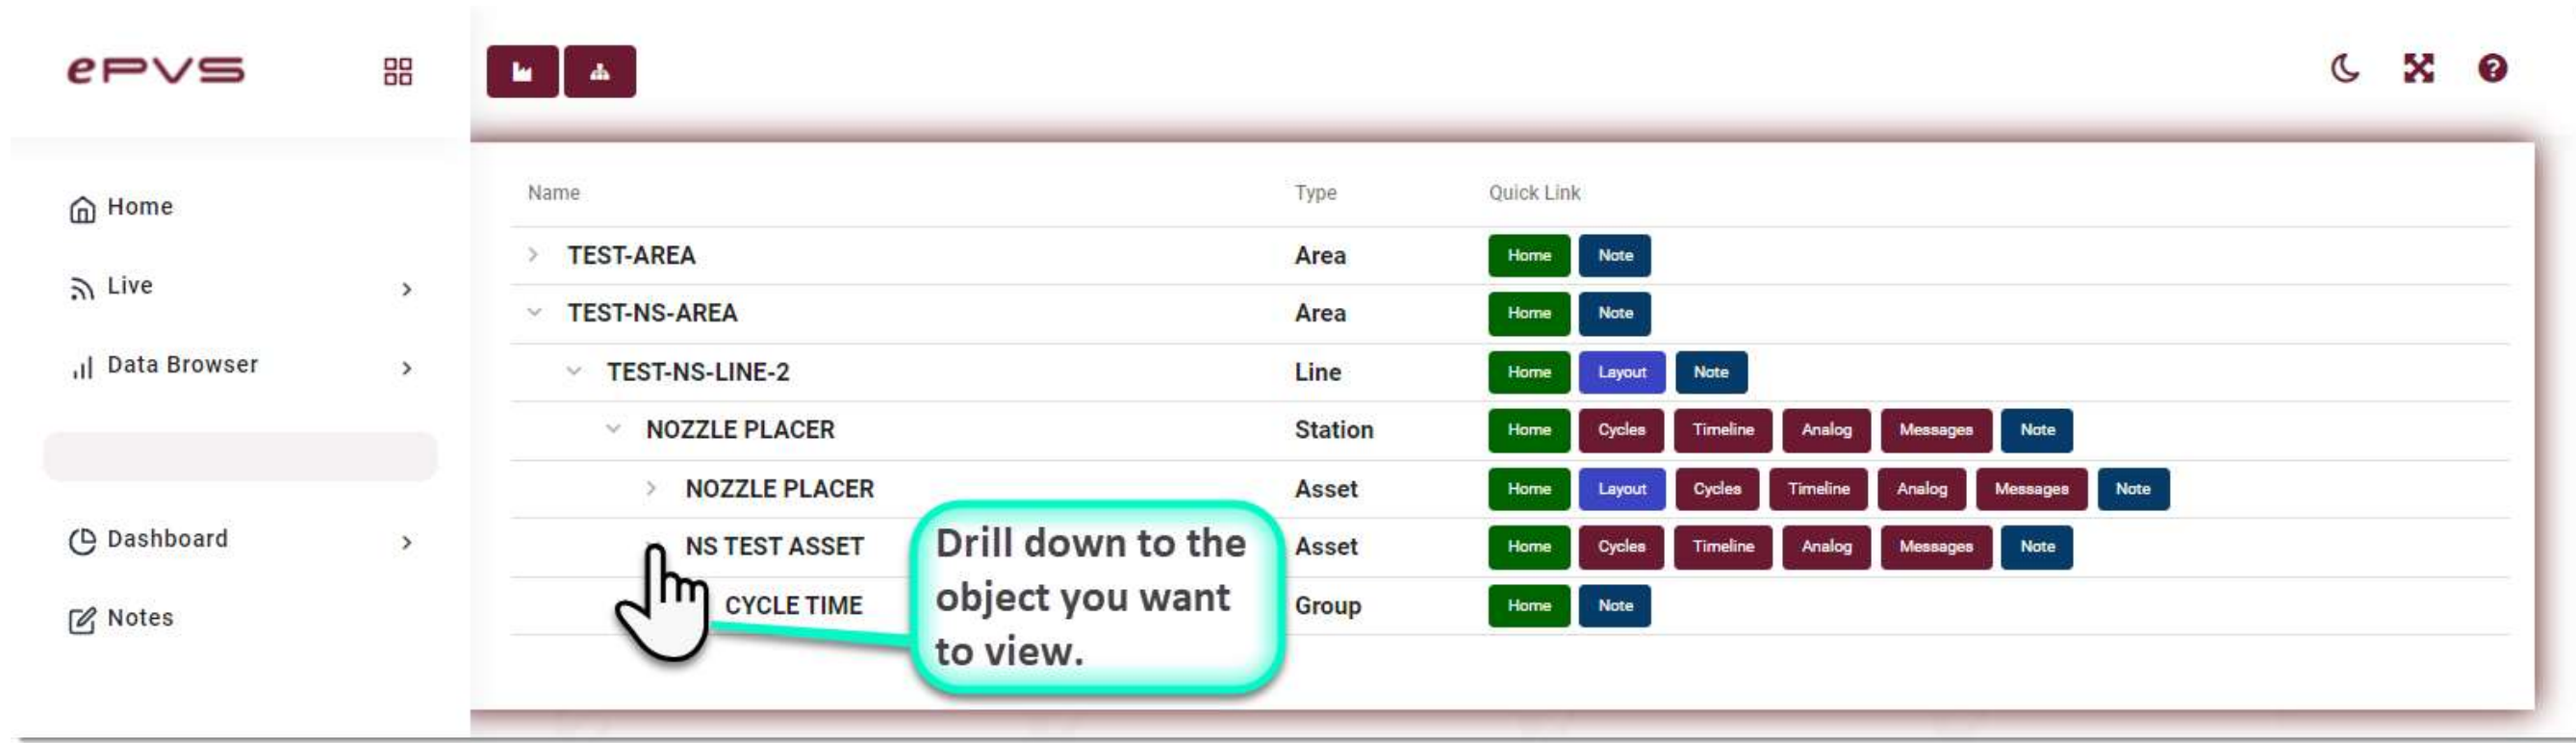 ePVS
Home
Live
Data Browser
Dashboard
Notes
Name Type Quick Link
TEST-AREA Area Home Note
TEST-NS-AREA Area Home Note
TEST-NS-LINE-2 Line Home Layout Note
NOZZLE PLACER Station Home Cycles Timeline Analog Messages Note
NOZZLE PLACER Asset Home Layout Cycles Timeline Analog Messages Note
NS TEST ASSET Asset Home Cycles Timeline Analog Messages Note
CYCLE TIME Group Home Note
Drill down to the
object you want
to view.